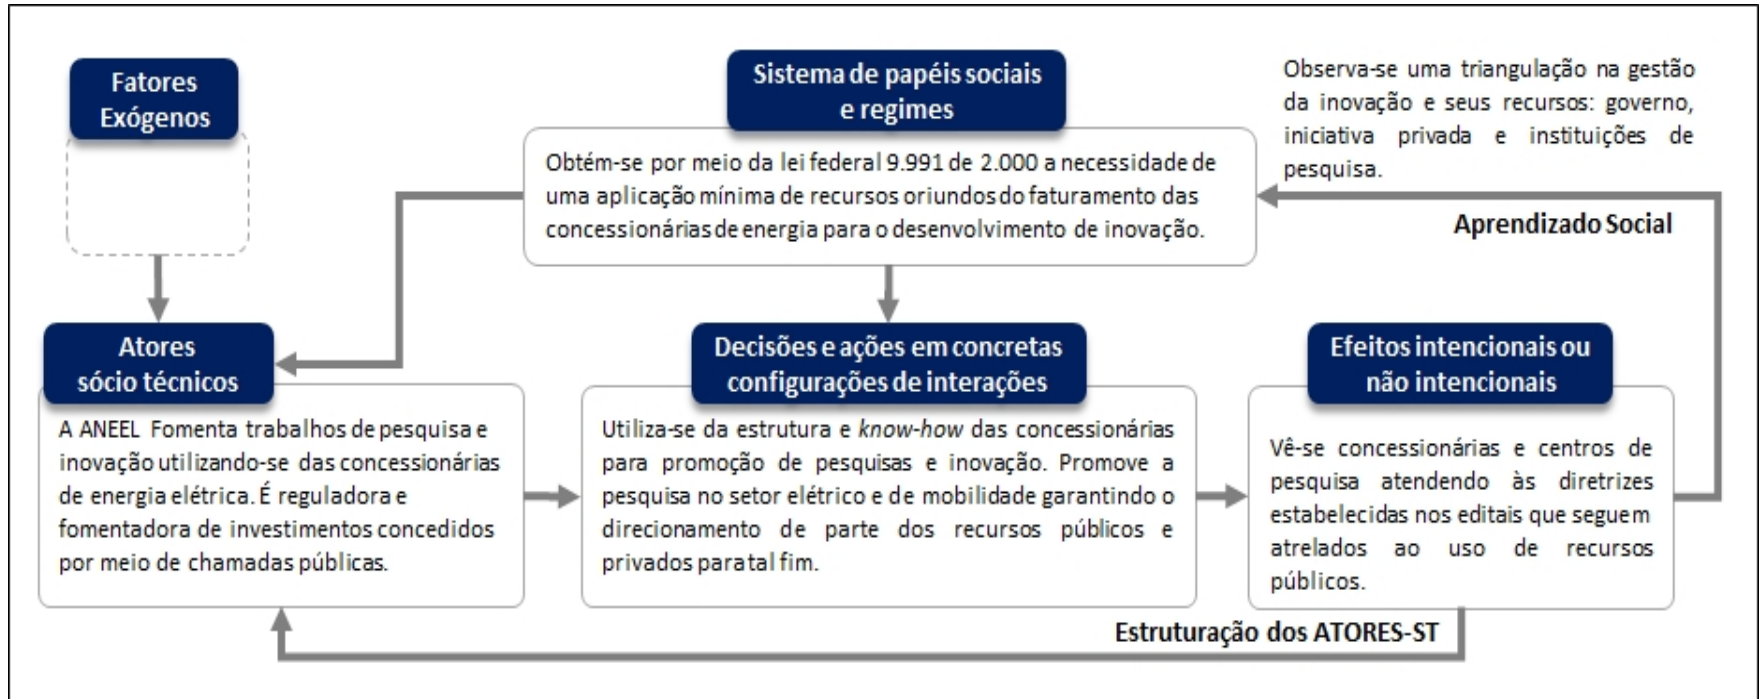 Fatores
Exógenos
Sistema de papéis sociais
e regimes
Obtém-se por meio da lei federal 9.991 de 2.000 a necessidade de
uma aplicação mínima de recursos oriundos do faturamento das
concessionárias de energia para o desenvolvimento de inovação.
Observa-se uma triangulação na gestão
da inovação e seus recursos: governo,
iniciativa privada e instituições de
pesquisa.
Aprendizado Social
Atores
sócio técnicos
A ANEEL Fomenta trabalhos de pesquisa e
inovação utilizando-se das concessionárias
de energia elétrica. É reguladora e
fomentadora de investimentos concedidos
por meio de chamadas públicas.
Decisões e ações em concretas
configurações de interações
Utiliza-se da estrutura e know-how das concessionárias
para promoção de pesquisas e inovação. Promove a
pesquisa no setor elétrico e de mobilidade garantindo o
direcionamento de parte dos recursos públicos e
privados para tal fim.
Efeitos intencionais ou
não intencionais
Vê-se concessionárias e centros de
pesquisa atendendo às diretrizes
estabelecidas nos editais que seguem
atrelados ao uso de recursos
públicos.
Estruturação dos ATORES-ST